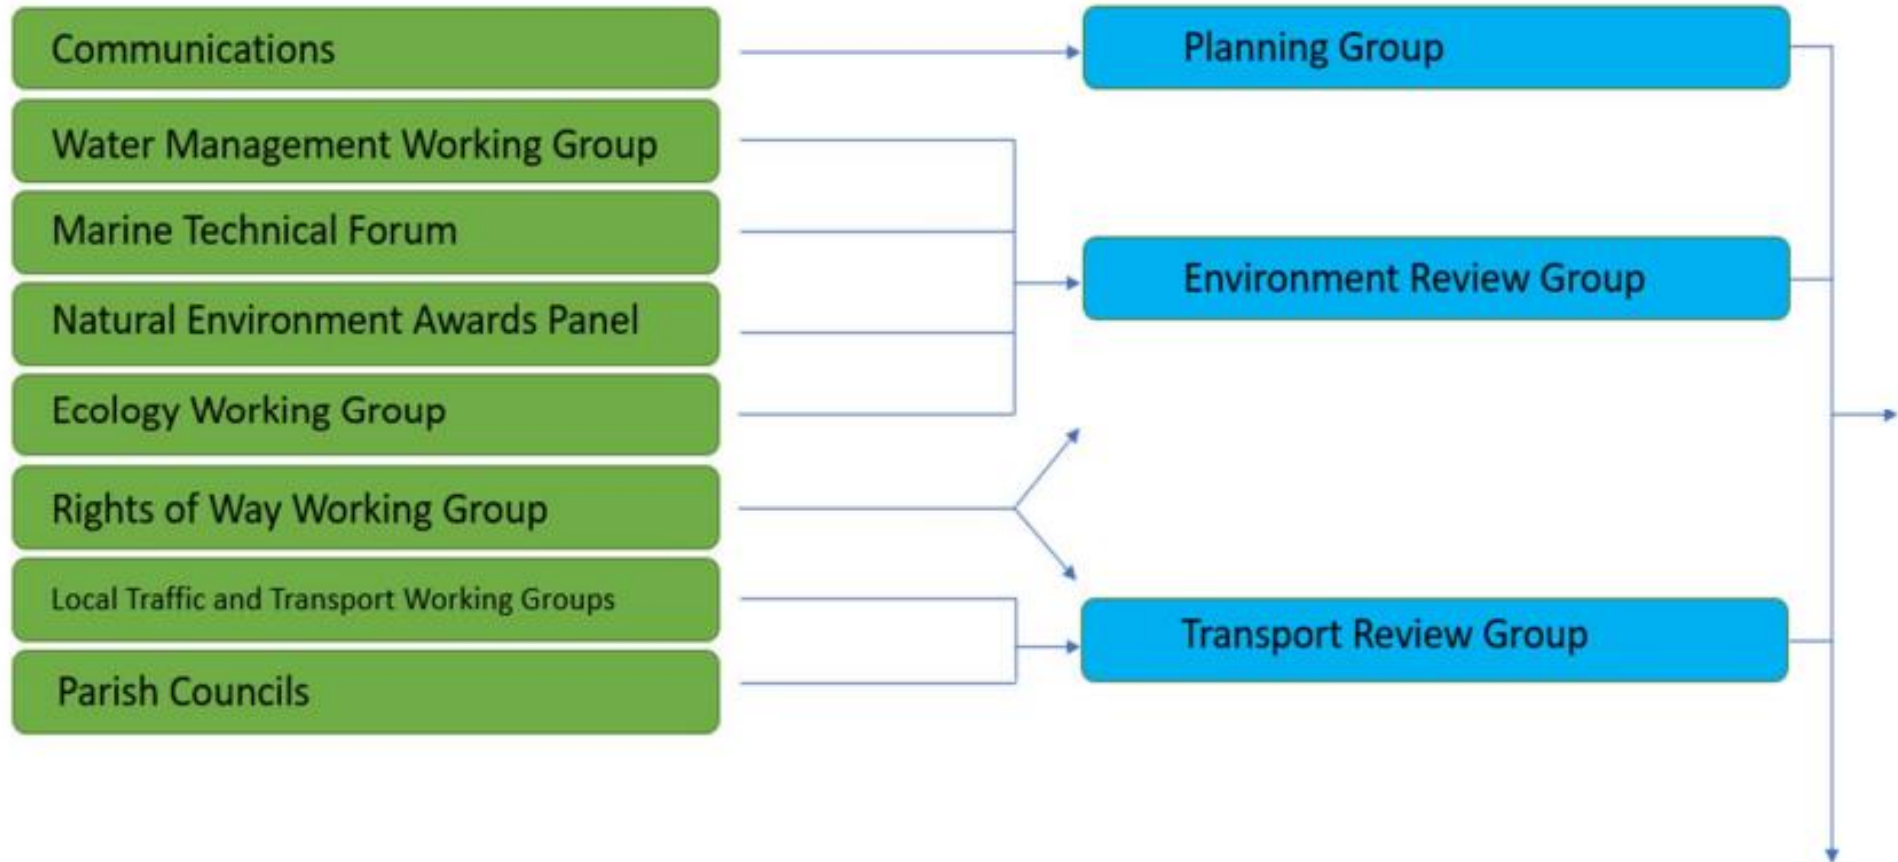 Communications
Water Management Working Group
Marine Technical Forum
Natural Environment Awards Panel
Ecology Working Group
Rights of Way Working Group
Local Traffic and Transport Working Groups
Parish Councils
Planning Group
Environment Review Group
Transport Review Group